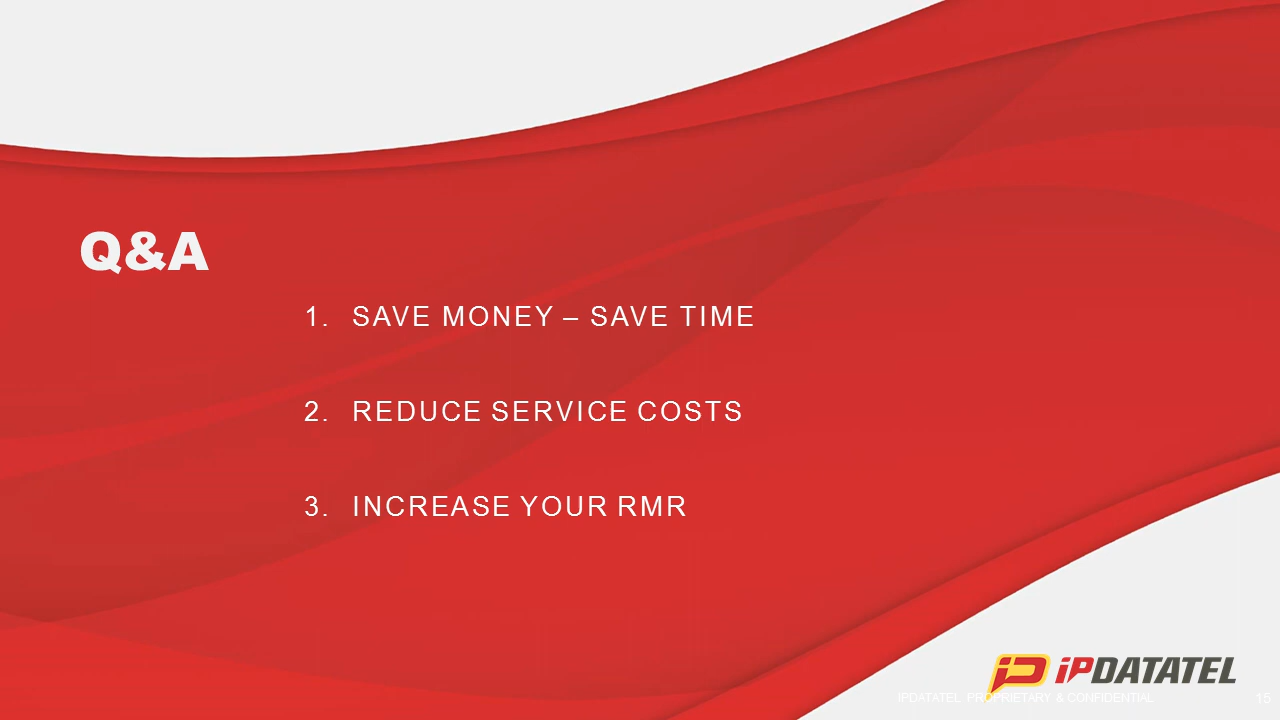 Q&A
1. SAVE MONEY – SAVE TIME
2. REDUCE SERVICE COSTS
3. INCREASE YOUR RMR
iPDATATEL
IPDATATEL PROPRIETARY & CONFIDENTIAL
15